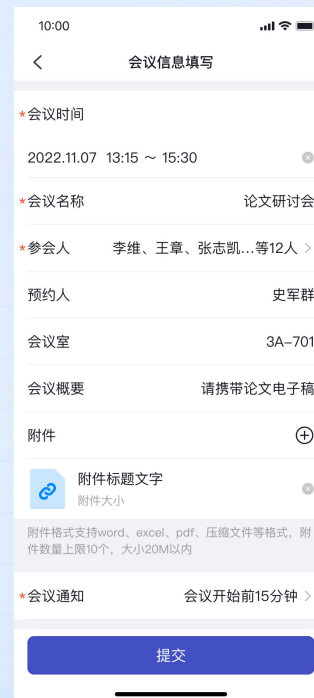 10:00
会议信息填写
*会议时间
2022.11.07 13:15 ～ 15:30
*会议名称 论文研讨会
*参会人 李维、王章、张志凯...等12人
预约人 史军群
会议室 3A-701
会议概要 请携带论文电子稿
附件
附件标题文字
附件大小
附件格式支持word、excel、pdf、压缩文件等格式，附
件数量上限10个，大小20M以内
*会议通知 会议开始前15分钟
提交